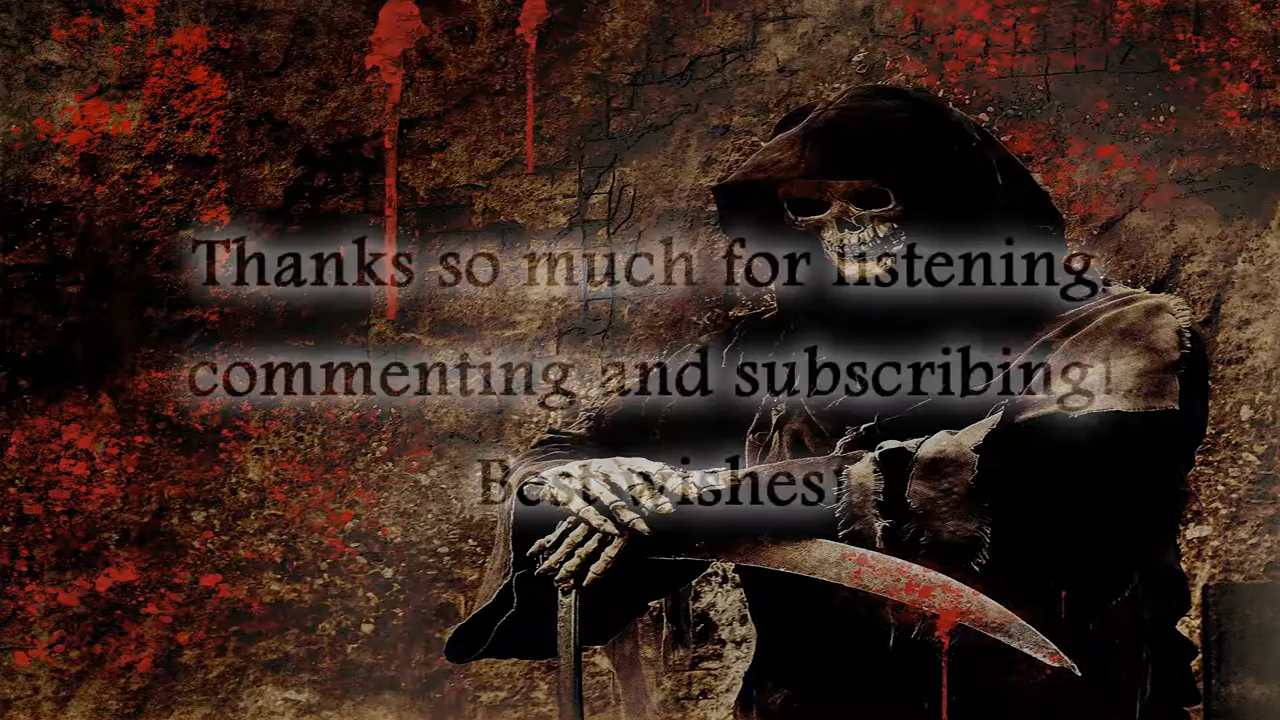 Thanks so much for listening,
commenting and subscribing!
Best wishes!